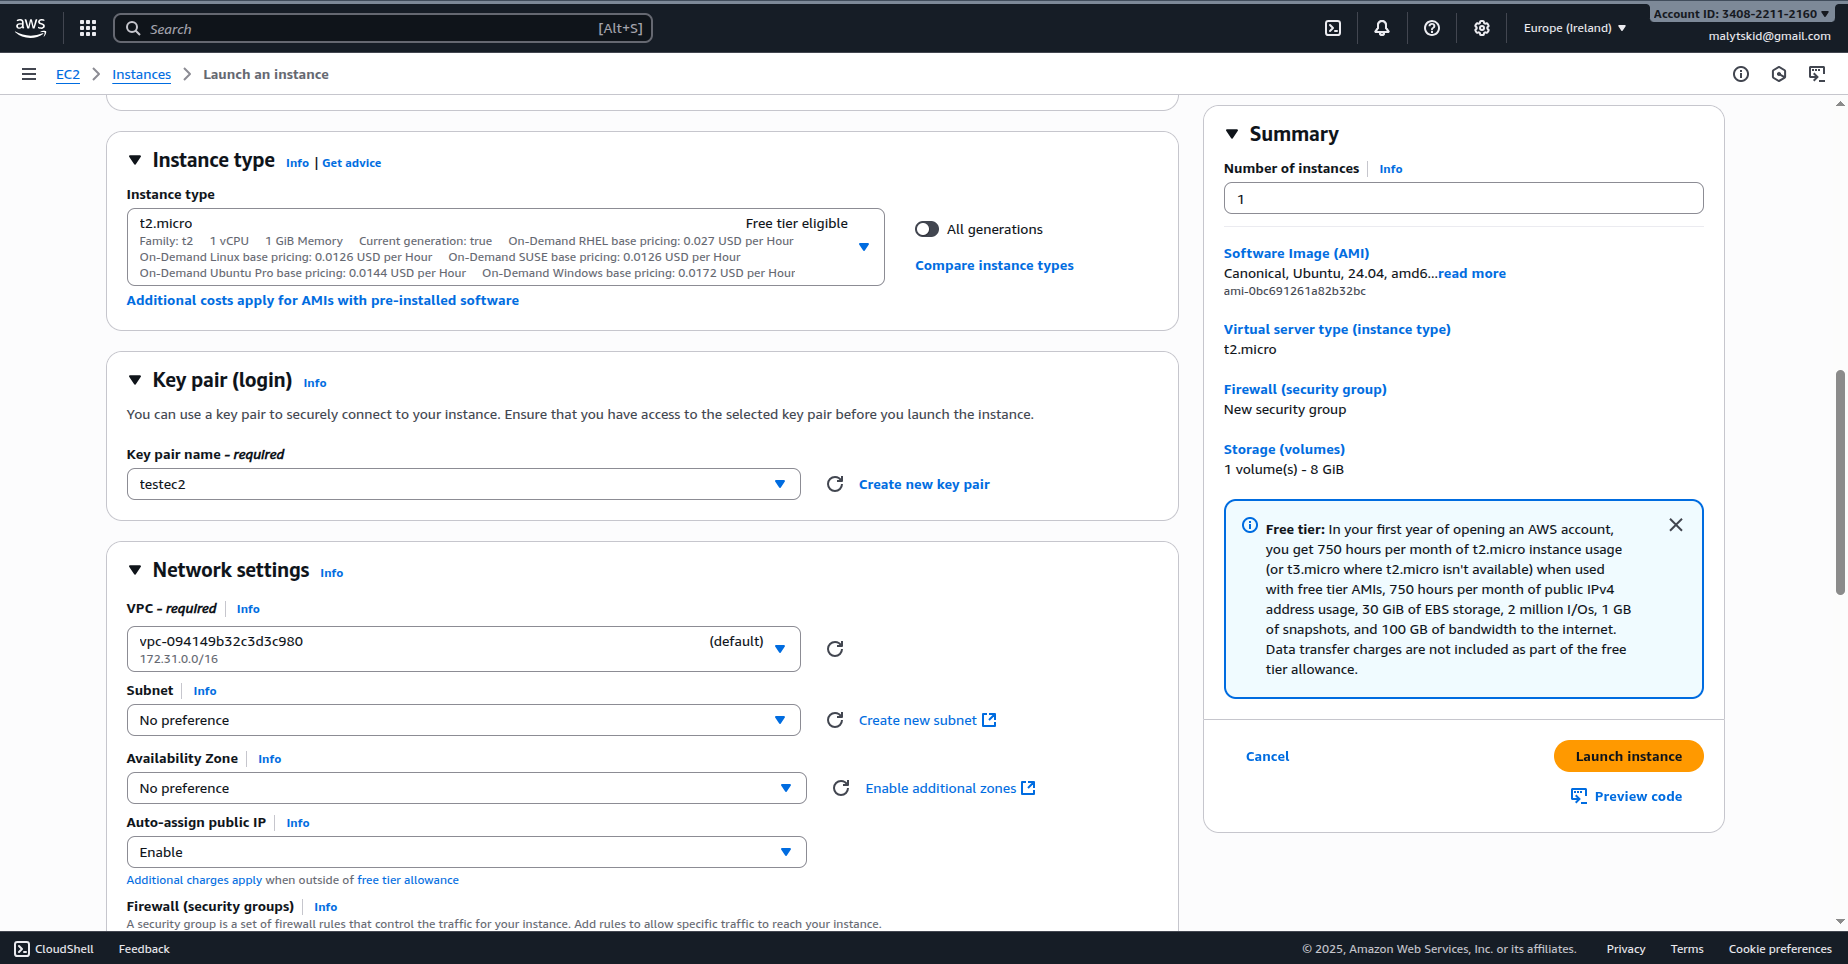 aws
Search
[Alt+S]
Europe (Ireland)
Account ID: 3408-2211-2160
malytskid@gmail.com
EC2
Instances
Launch an instance
Instance type
Info | Get advice
Instance type
t2.micro
Free tier eligible
Family: t2 1 vCPU 1 GiB Memory Current generation: true On-Demand RHEL base pricing: 0.027 USD per Hour
On-Demand Linux base pricing: 0.0126 USD per Hour On-Demand SUSE base pricing: 0.0126 USD per Hour
On-Demand Ubuntu Pro base pricing: 0.0144 USD per Hour On-Demand Windows base pricing: 0.0172 USD per Hour
All generations
Compare instance types
Additional costs apply for AMIs with pre-installed software
Key pair (login) Info
You can use a key pair to securely connect to your instance. Ensure that you have access to the selected key pair before you launch the instance.
Key pair name - required
testec2
Create new key pair
Network settings Info
VPC - required Info
vpc-094149b32c3d3c980
(default)
172.31.0.0/16
Subnet Info
No preference
Create new subnet
Availability Zone Info
No preference
Enable additional zones
Auto-assign public IP Info
Enable
Additional charges apply when outside of free tier allowance
Firewall (security groups) Info
A security group is a set of firewall rules that control the traffic for your instance. Add rules to allow specific traffic to reach your instance.
Summary
Number of instances Info
1
Software Image (AMI)
Canonical, Ubuntu, 24.04, amd6...read more
ami-0bc691261a82b32bc
Virtual server type (instance type)
t2.micro
Firewall (security group)
New security group
Storage (volumes)
1 volume(s) - 8 GiB
Free tier: In your first year of opening an AWS account,
you get 750 hours per month of t2.micro instance usage
(or t3.micro where t2.micro isn't available) when used
with free tier AMIs, 750 hours per month of public IPv4
address usage, 30 GiB of EBS storage, 2 million I/Os, 1 GB
of snapshots, and 100 GB of bandwidth to the internet.
Data transfer charges are not included as part of the free
tier allowance.
Cancel
Launch instance
Preview code
CloudShell
Feedback
© 2025, Amazon Web Services, Inc. or its affiliates.
Privacy
Terms
Cookie preferences